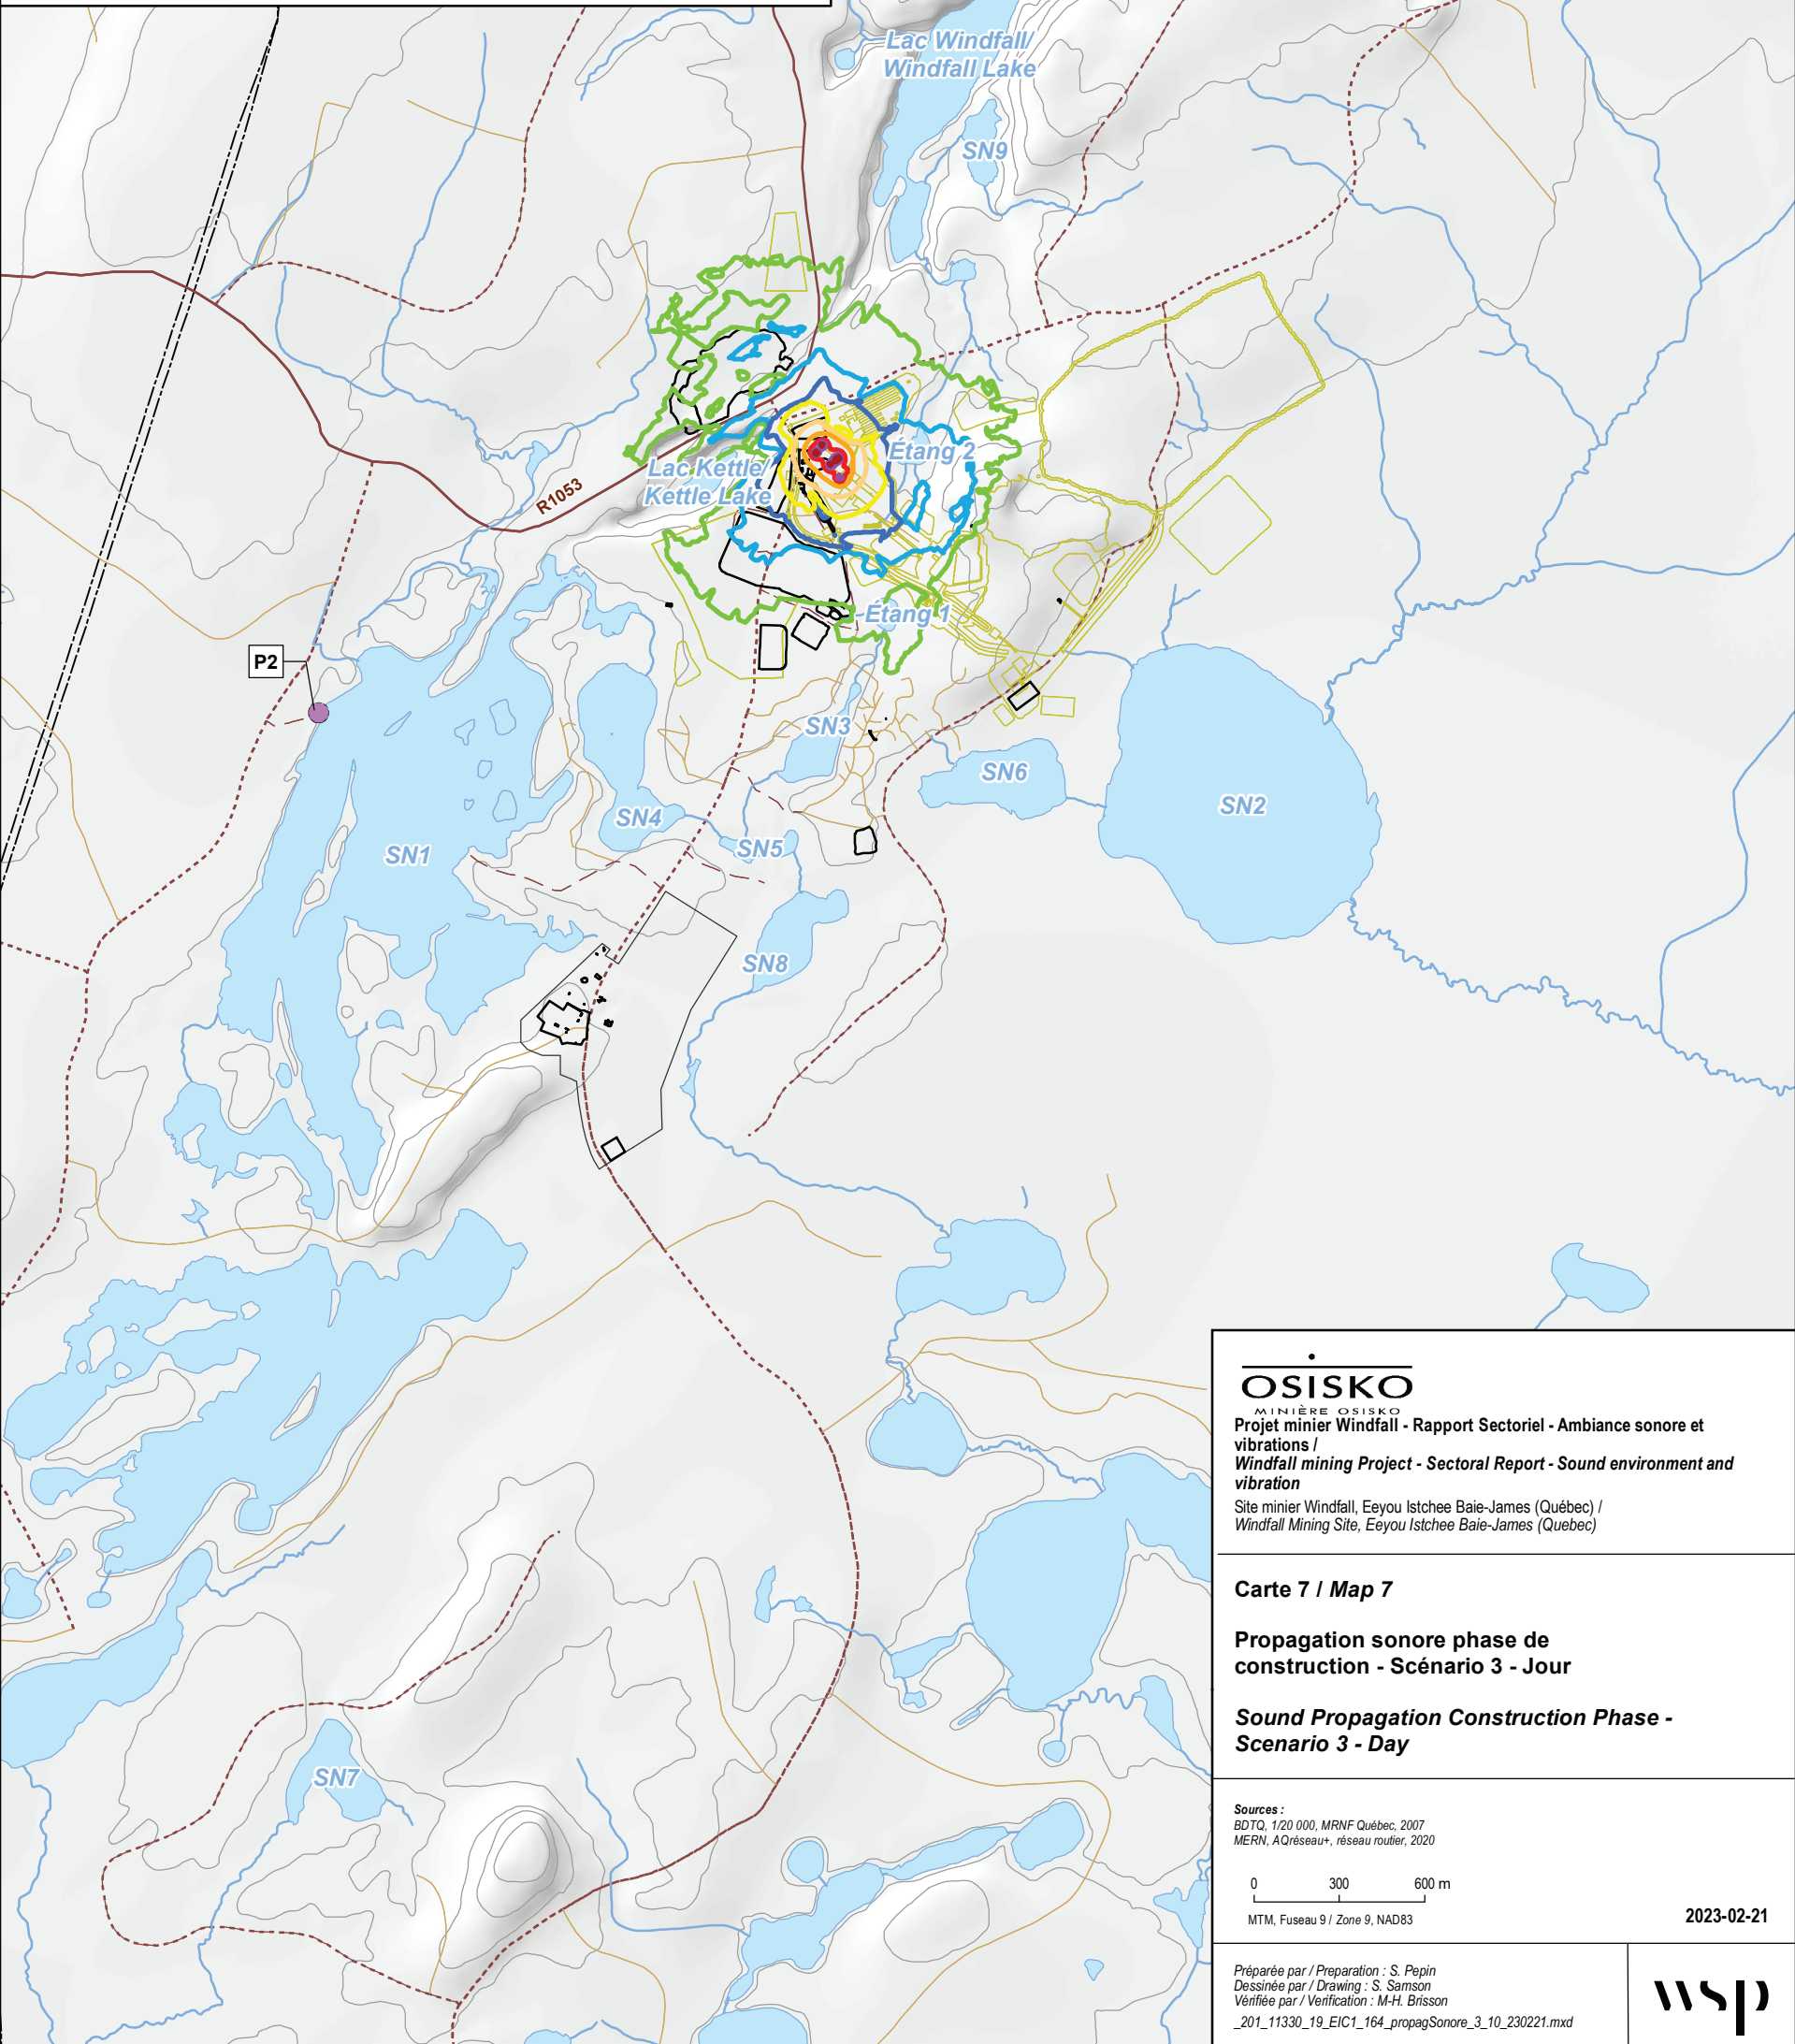 Lac Windfall/
Windfall Lake
SN9
Étang 2
Lac Kettle/
Kettle Lake
R1053
Étang 1
P2
SN3
SN6
SN2
SN4
SN5
SN1
SN8
SN7
OSISKO
MINIÈRE OSISKO
Projet minier Windfall - Rapport Sectoriel - Ambiance sonore et
vibrations /
Windfall mining Project - Sectoral Report - Sound environment and
vibration
Site minier Windfall, Eeyou Istchee Baie-James (Québec) /
Windfall Mining Site, Eeyou Istchee Baie-James (Quebec)
Carte 7 / Map 7
Propagation sonore phase de
construction - Scénario 3 - Jour
Sound Propagation Construction Phase -
Scenario 3 - Day
Sources :
BDTQ, 1/20 000, MRNF Québec, 2007
MERN, AQréseau+, réseau routier, 2020
0 300 600 m
MTM, Fuseau 9 / Zone 9, NAD83
2023-02-21
Préparée par / Preparation : S. Pepin
Dessinée par / Drawing : S. Samson
Vérifiée par / Verification : M-H. Brisson
_201_11330_19_EIC1_164_propagSonore_3_10_230221.mxd
wsp